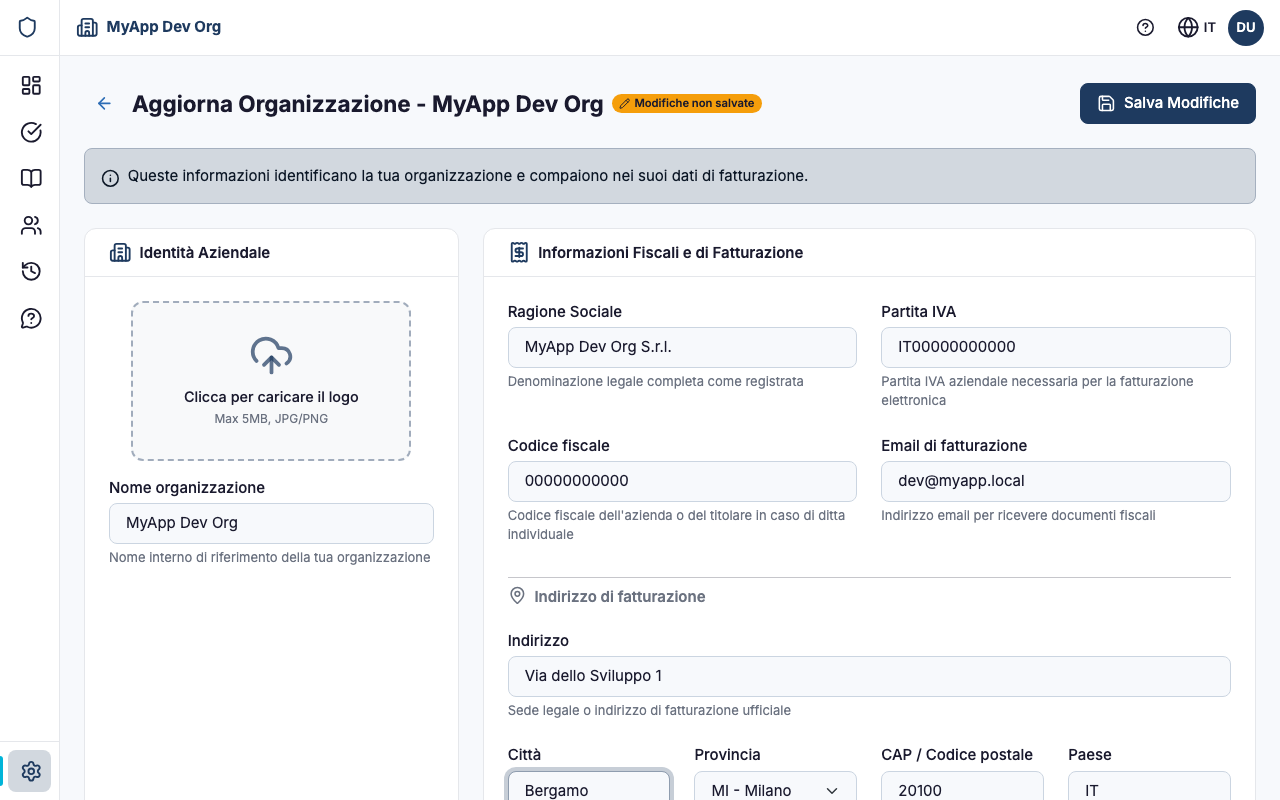 MyApp Dev Org
IT
DU
Aggiorna Organizzazione - MyApp Dev Org
Modifiche non salvate
Salva Modifiche
Queste informazioni identificano la tua organizzazione e compaiono nei suoi dati di fatturazione.
Identità Aziendale
Clicca per caricare il logo
Max 5MB, JPG/PNG
Nome organizzazione
MyApp Dev Org
Nome interno di riferimento della tua organizzazione
Informazioni Fiscali e di Fatturazione
Ragione Sociale
MyApp Dev Org S.r.l.
Denominazione legale completa come registrata
Partita IVA
IT00000000000
Partita IVA aziendale necessaria per la fatturazione
elettronica
Codice fiscale
00000000000
Codice fiscale dell'azienda o del titolare in caso di ditta
individuale
Email di fatturazione
dev@myapp.local
Indirizzo email per ricevere documenti fiscali
Indirizzo di fatturazione
Indirizzo
Via dello Sviluppo 1
Sede legale o indirizzo di fatturazione ufficiale
Città
Bergamo
Provincia
MI - Milano
CAP / Codice postale
20100
Paese
IT